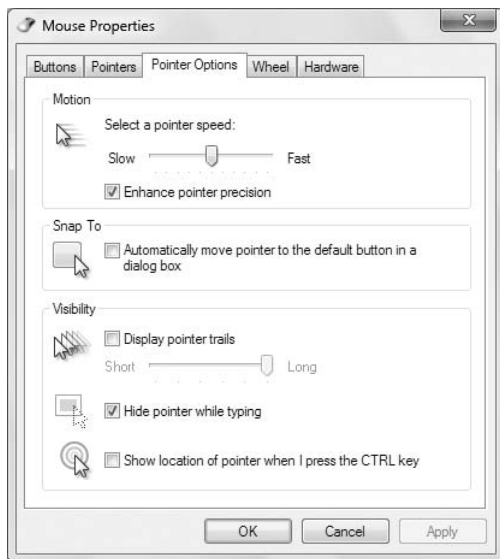 Mouse Properties
Buttons Pointers Pointer Options Wheel Hardware
Motion
Select a pointer speed:
Slow Fast
Enhance pointer precision
Snap To
Automatically move pointer to the default button in a
dialog box
Visibility
Display pointer trails
Short Long
Hide pointer while typing
Show location of pointer when I press the CTRL key
OK Cancel Apply